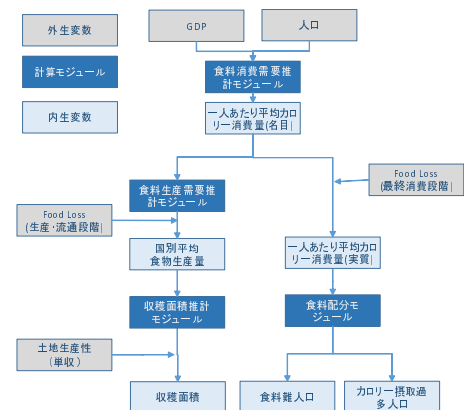 外生変数
GDP
人口
計算モジュール
食料消費需要推
計モジュール
内生変数
一人あたり平均カロ
リー消費量(名目)
Food Loss
(最終消費段階)
食料生産需要推
計モジュール
Food Loss
(生産・流通段階)
国別平均
食物生産量
一人あたり平均カロ
リー消費量(実質)
収穫面積推計
モジュール
食料配分モ
ジュール
土地生産性
(単収)
収穫面積
食料難人口
カロリー摂取過
多人口